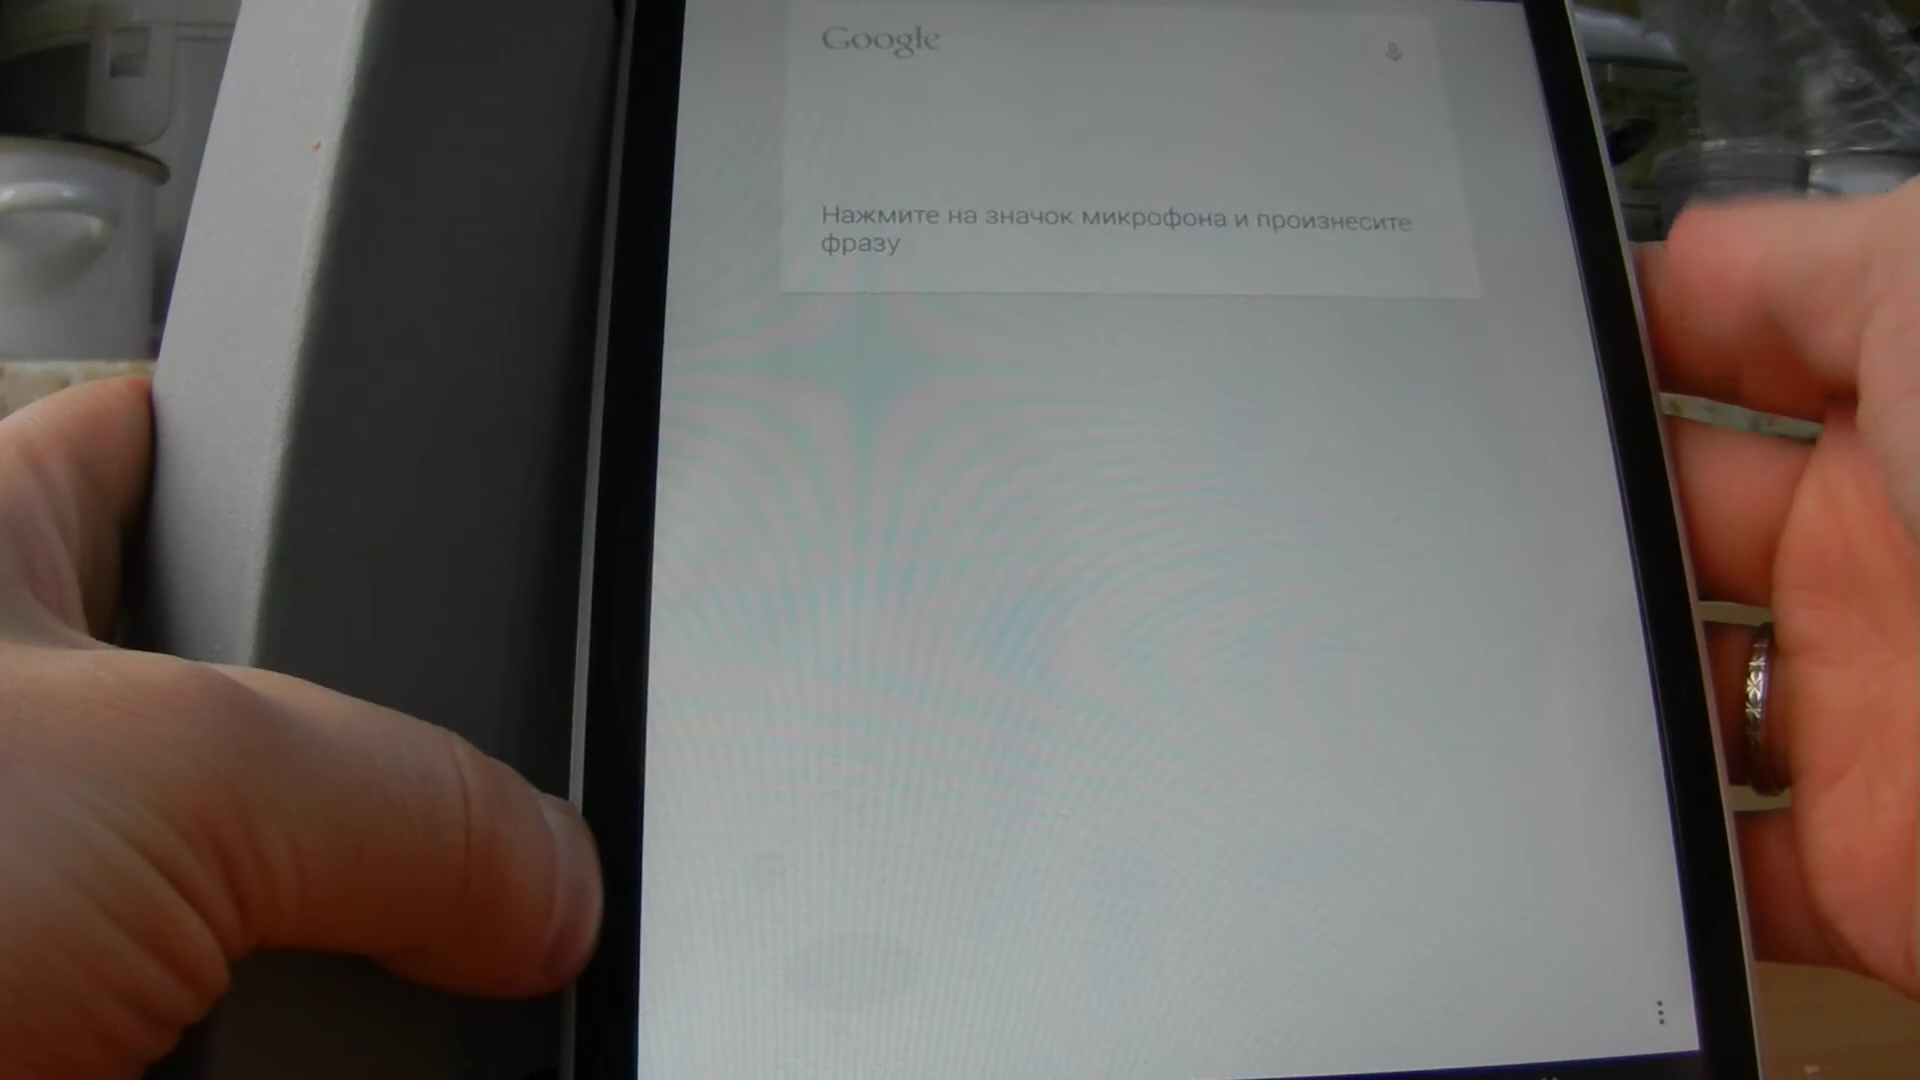 Google
Нажмите на значок микрофона и произнесите
фразу